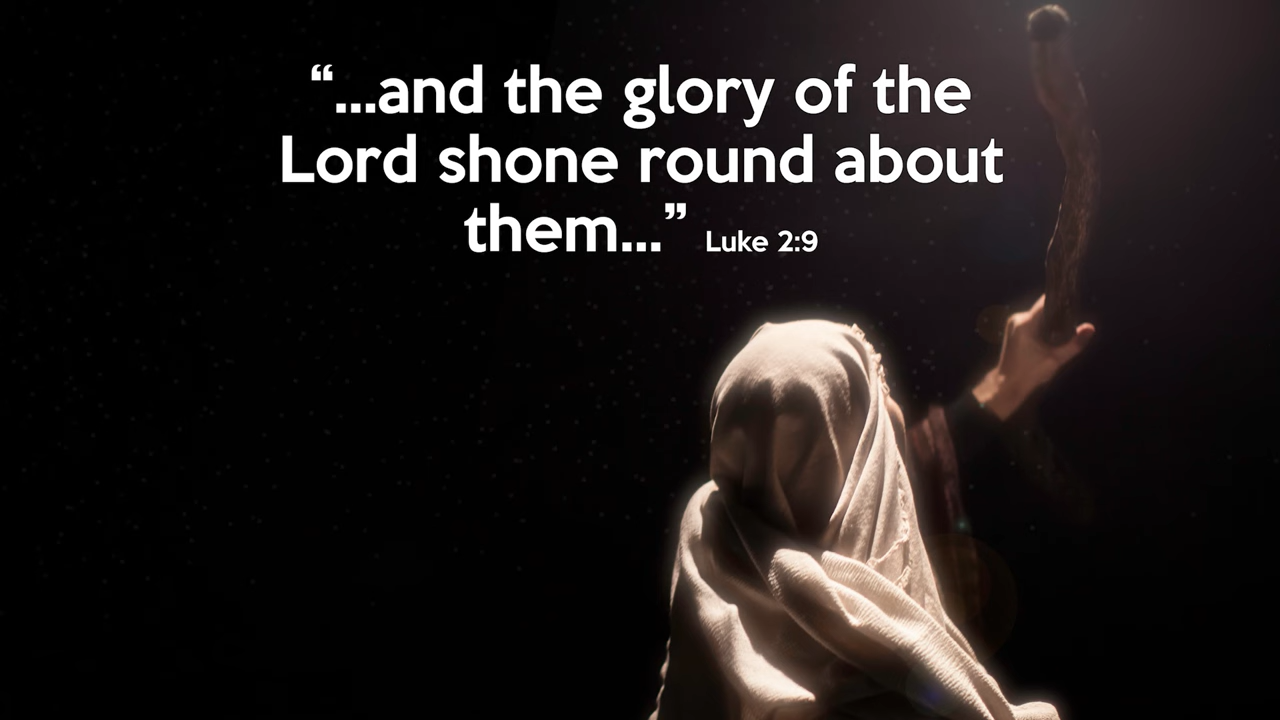 “...and the glory of the
Lord shone round about
them...” Luke 2:9